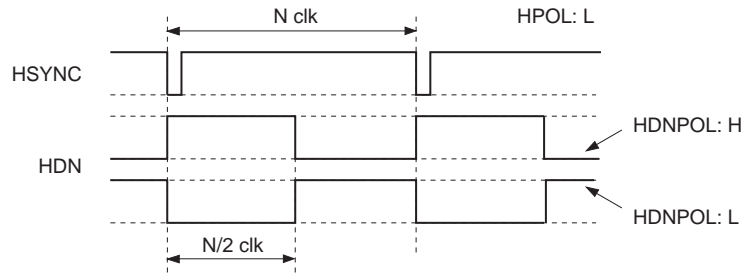 N clk
HPOL: L
HSYNC
HDNPOL: H
HDN
HDNPOL: L
N/2 clk